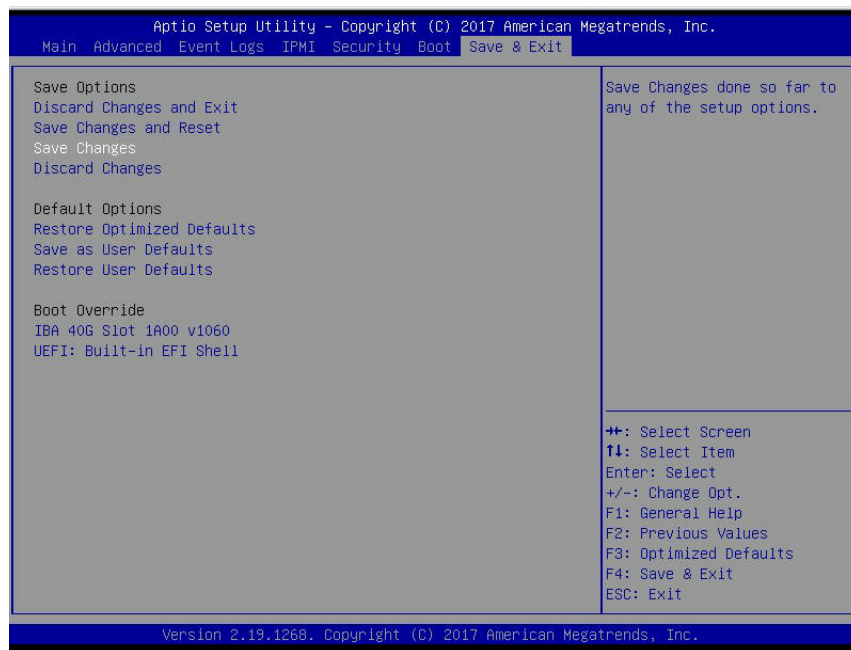 Aptio Setup Utility – Copyright (C) 2017 American Megatrends, Inc.
Main Advanced Event Logs IPMI Security Boot Save & Exit
Save Options
Discard Changes and Exit
Save Changes and Reset
Save Changes
Discard Changes
Default Options
Restore Optimized Defaults
Save as User Defaults
Restore User Defaults
Boot Override
IBA 40G Slot 1A00 v1060
UEFI: Built-in EFI Shell
Save Changes done so far to
any of the setup options.
→←: Select Screen
↑↓: Select Item
Enter: Select
+/-: Change Opt.
F1: General Help
F2: Previous Values
F3: Optimized Defaults
F4: Save & Exit
ESC: Exit
Version 2.19.1268. Copyright (C) 2017 American Megatrends, Inc.